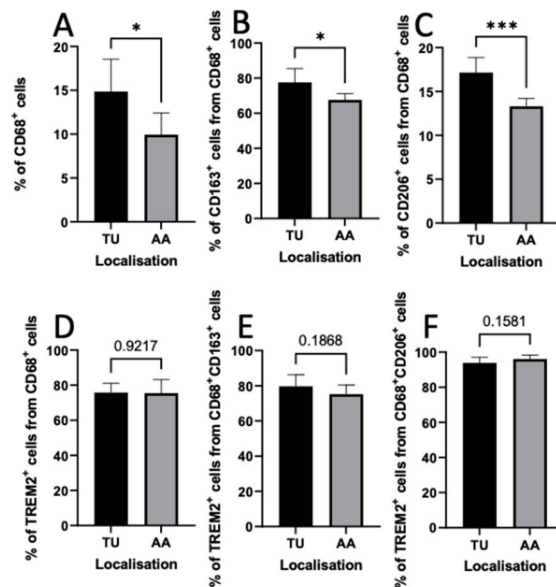 A
*
% of CD68+ cells
20
15
10
5
0
TU
AA
Localisation
B
*
% of CD163+ cells from CD68+ cells
100
80
60
40
20
0
TU
AA
Localisation
C
***
% of CD206+ cells from CD68+ cells
20
15
10
5
0
TU
AA
Localisation
D
0.9217
% of TREM2+ cells from CD68+ cells
100
80
60
40
20
0
TU
AA
Localisation
E
0.1868
% of TREM2+ cells from CD68+CD163+ cells
100
80
60
40
20
0
TU
AA
Localisation
F
0.1581
% of TREM2+ cells from CD68+CD206+ cells
100
80
60
40
20
0
TU
AA
Localisation